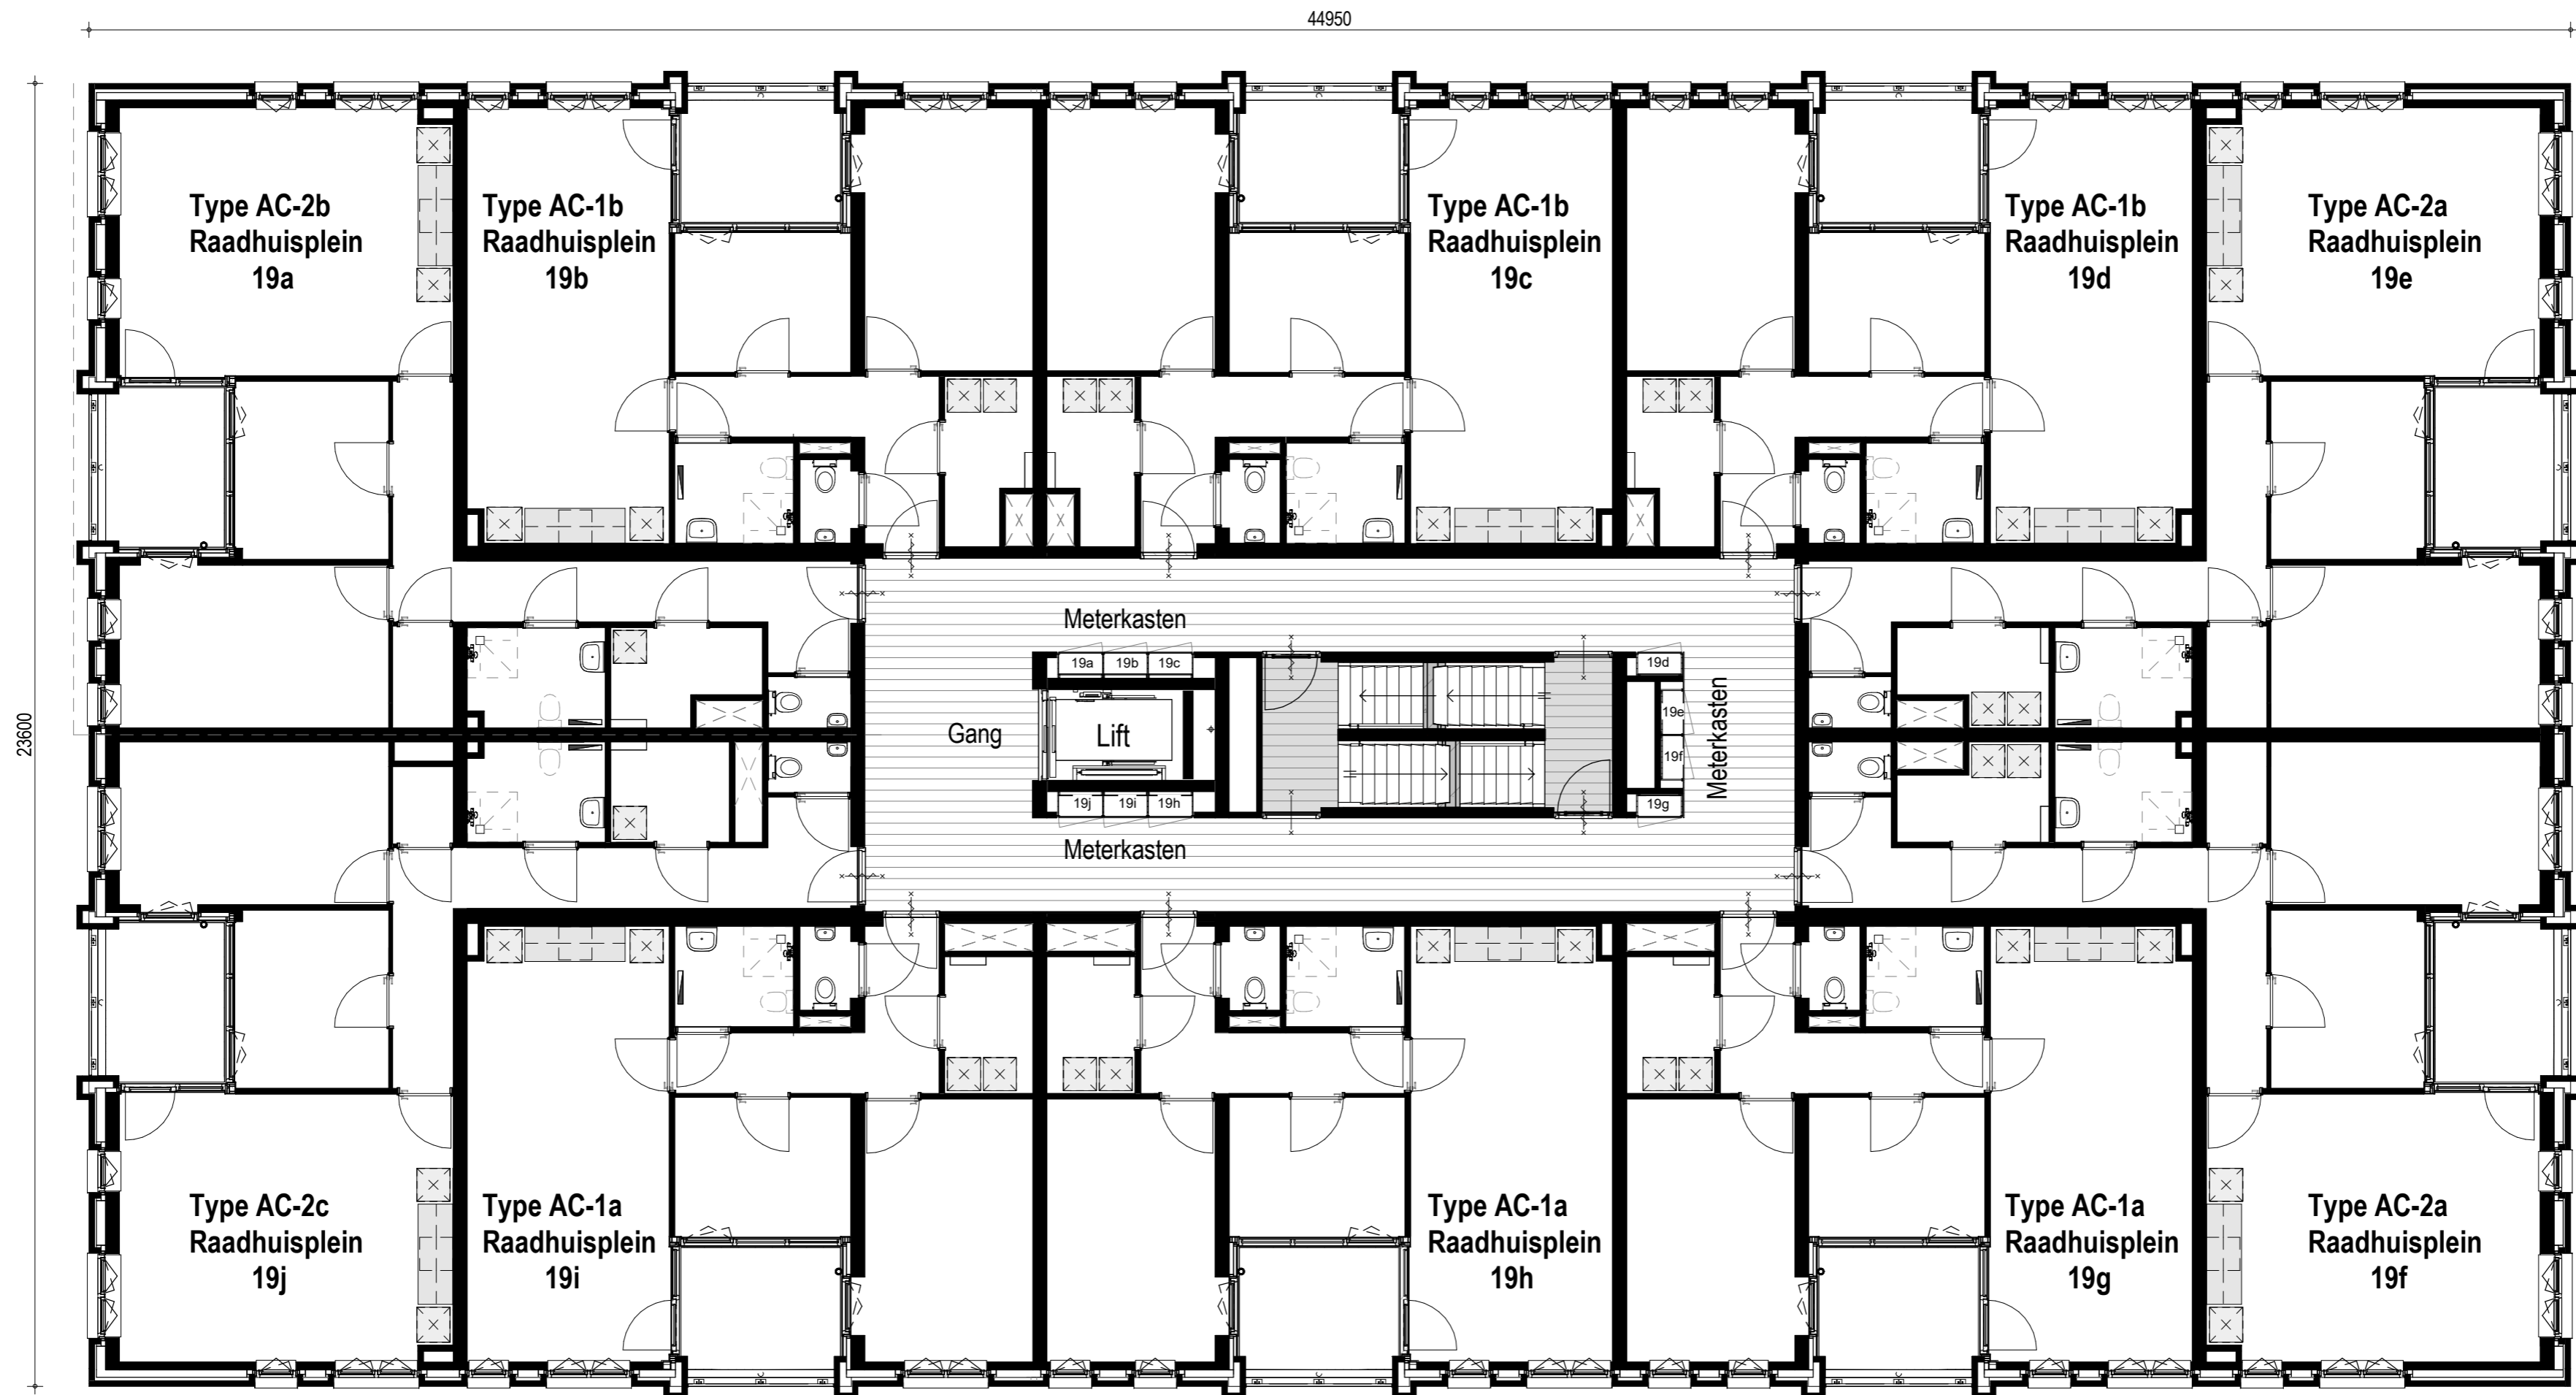 44950
Type AC-2b
Raadhuisplein
19a
Type AC-1b
Raadhuisplein
19b
Type AC-1b
Raadhuisplein
19c
Type AC-1b
Raadhuisplein
19d
Type AC-2a
Raadhuisplein
19e
23600
Meterkasten
19a
19b
19c
19d
Gang
Lift
19e
19f
Meterkasten
19j
19i
19h
19g
Meterkasten
Type AC-2c
Raadhuisplein
19j
Type AC-1a
Raadhuisplein
19i
Type AC-1a
Raadhuisplein
19h
Type AC-1a
Raadhuisplein
19g
Type AC-2a
Raadhuisplein
19f